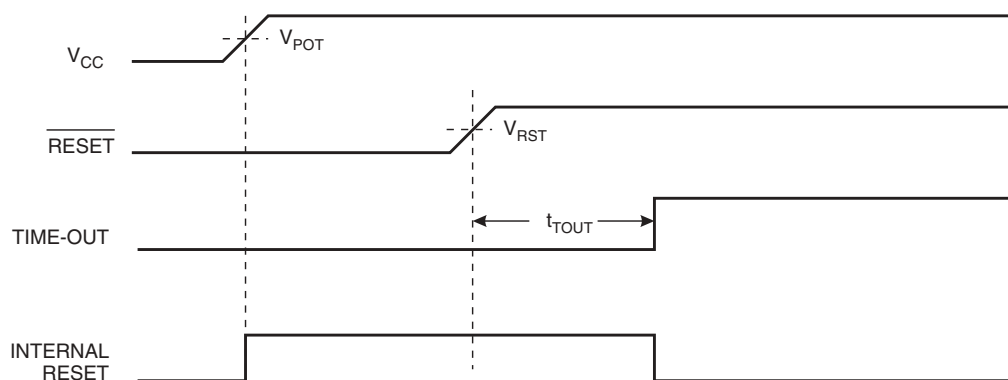 V_POT
V_CC
RESET
V_RST
t_TOUT
TIME-OUT
INTERNAL
RESET